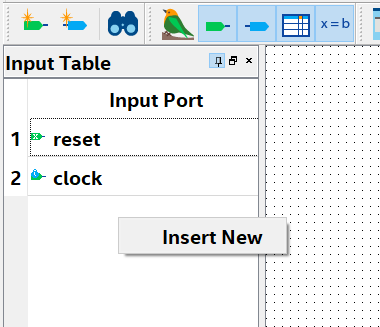 x = b
Input Table
Input Port
1 reset
2 clock
Insert New